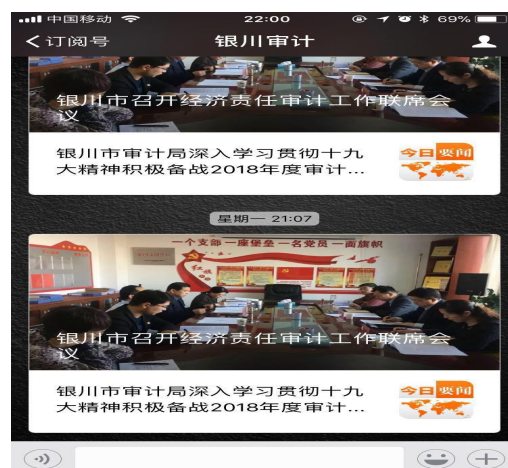 中国移动 22:00 69%
订阅号 银川审计
银川市召开经济责任审计工作联席会
议
银川市审计局深入学习贯彻十九
大精神积极备战2018年度审计...
今日要闻
星期一 21:07
一个支部一座堡垒一名党员一面旗帜
银川市召开经济责任审计工作联席会
议
银川市审计局深入学习贯彻十九
大精神积极备战2018年度审计...
今日要闻